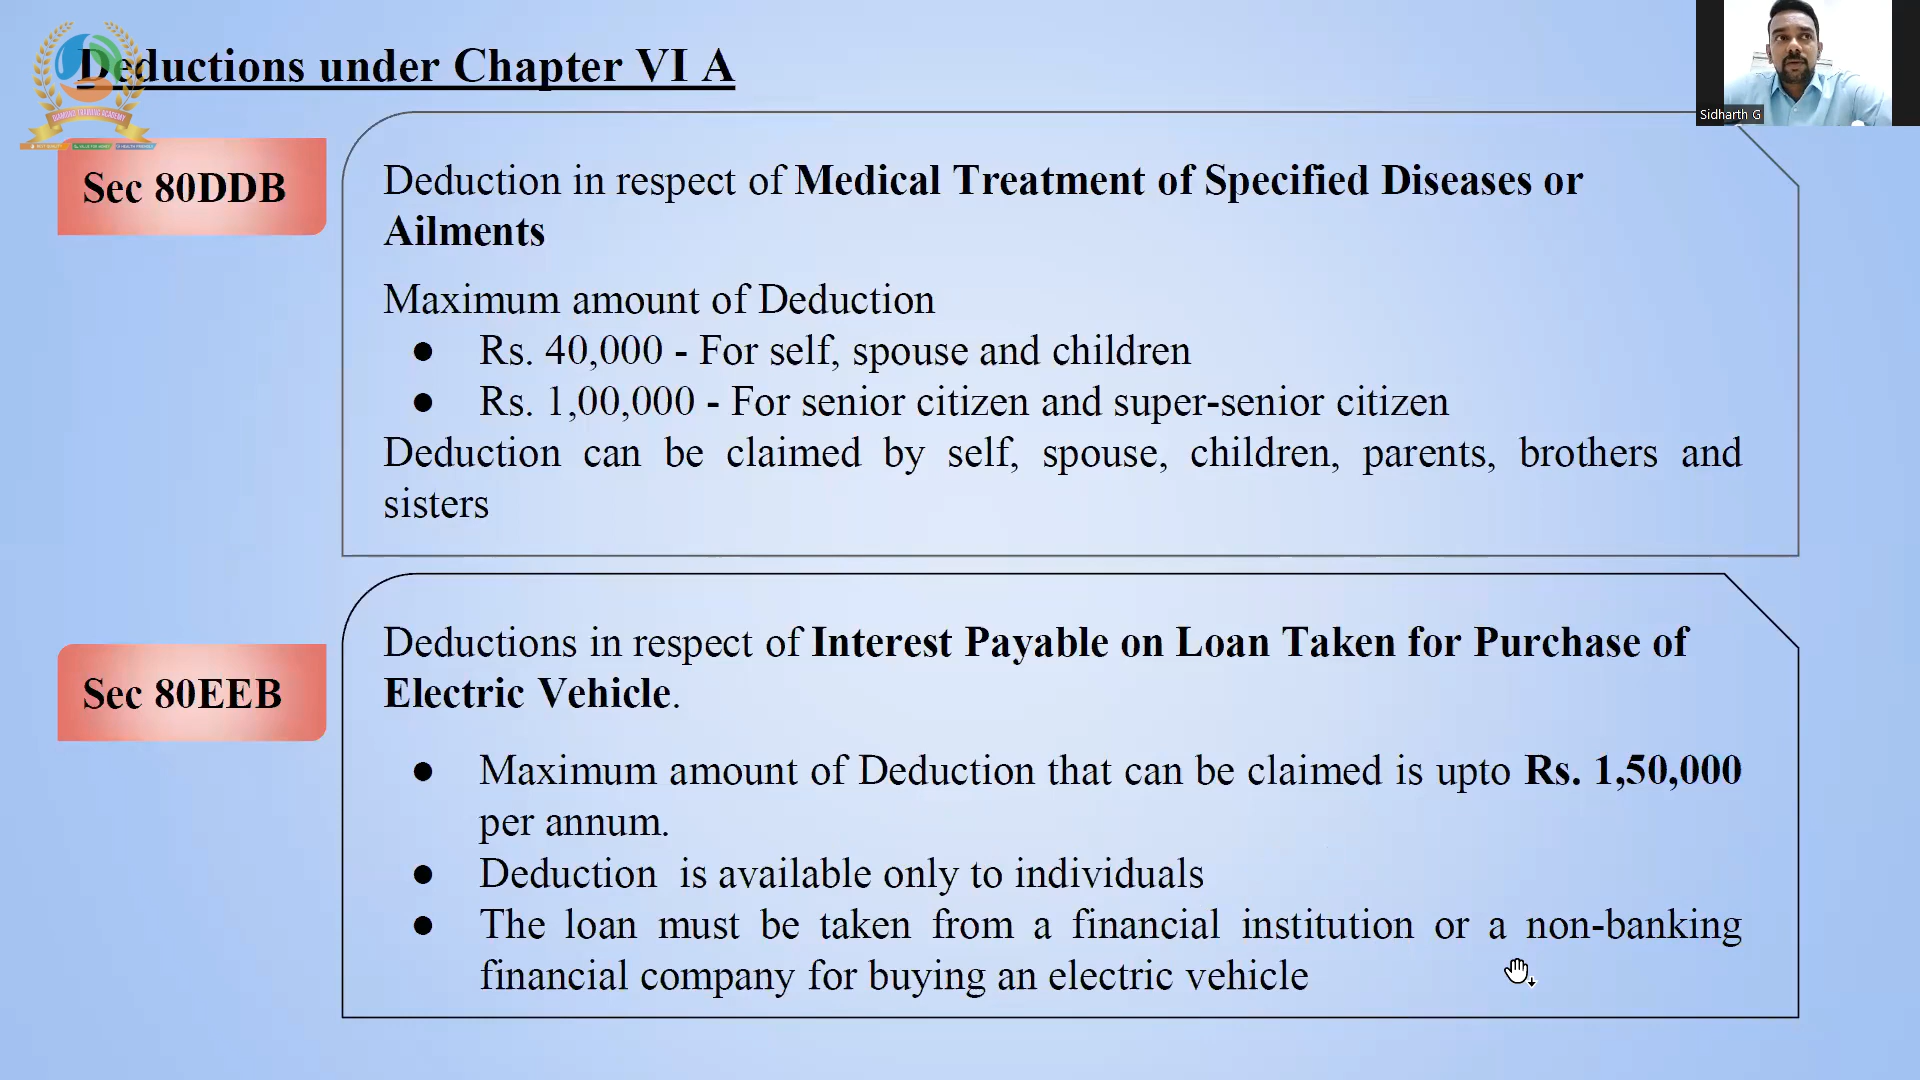 Deductions under Chapter VI A
DIAMOND TRAINING ACADEMY
Sidharth G
Sec 80DDB
Deduction in respect of Medical Treatment of Specified Diseases or
Ailments
Maximum amount of Deduction
● Rs. 40,000 - For self, spouse and children
● Rs. 1,00,000 - For senior citizen and super-senior citizen
Deduction can be claimed by self, spouse, children, parents, brothers and
sisters
Sec 80EEB
Deductions in respect of Interest Payable on Loan Taken for Purchase of
Electric Vehicle.
● Maximum amount of Deduction that can be claimed is upto Rs. 1,50,000
per annum.
● Deduction is available only to individuals
● The loan must be taken from a financial institution or a non-banking
financial company for buying an electric vehicle